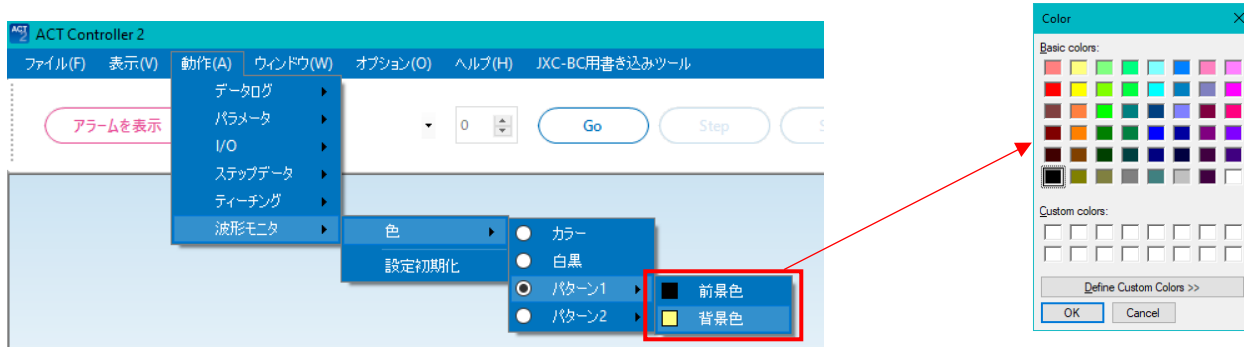 ACT Controller 2
ファイル(F) 表示(V) 動作(A) ウィンドウ(W) オプション(O) ヘルプ(H) JXC-BC用書き込みツール
アラームを表示 0 Go Step
データログ
パラメータ
I/O
ステップデータ
ティーチング
波形モニタ
色
設定初期化
カラー
白黒
パターン1
パターン2
前景色
背景色
Color
Basic colors:
Custom colors:
Define Custom Colors >>
OK Cancel